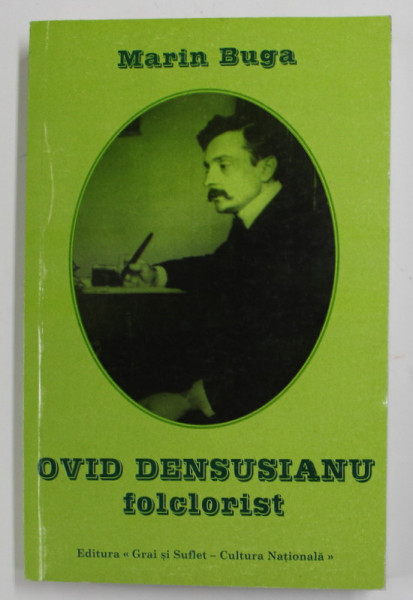 Marin Buga
OVID DENSUSIANU
folclorist
Editura « Grai și Suflet – Cultura Națională »